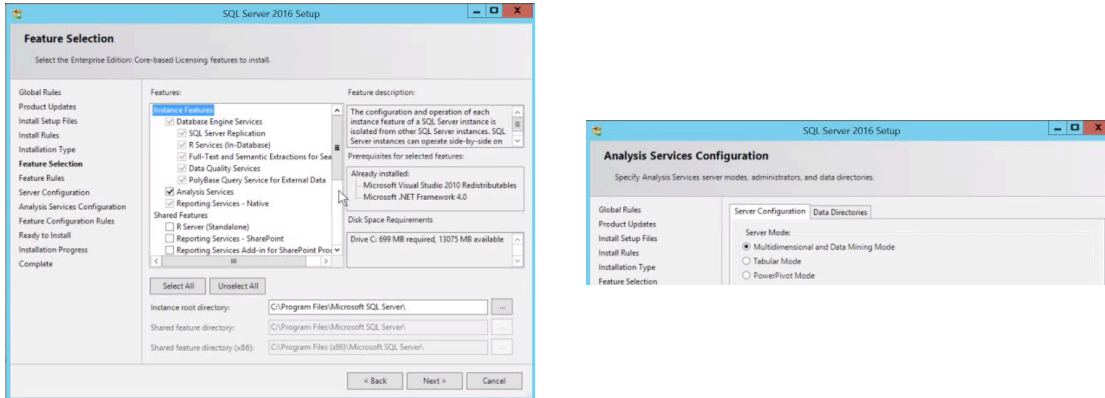 SQL Server 2016 Setup
Feature Selection
Select the Enterprise Edition: Core-based Licensing features to install.
Global Rules
Product Updates
Install Setup Files
Install Rules
Installation Type
Feature Selection
Feature Rules
Server Configuration
Analysis Services Configuration
Feature Configuration Rules
Ready to Install
Installation Progress
Complete
Features:
Instance Features
Database Engine Services
SQL Server Replication
R Services (In-Database)
Full-Text and Semantic Extractions for Sea
Data Quality Services
PolyBase Query Service for External Data
Analysis Services
Reporting Services - Native
Shared Features
R Server (Standalone)
Reporting Services - SharePoint
Reporting Services Add-in for SharePoint Proc
Feature description:
The configuration and operation of each
instance feature of a SQL Server instance is
isolated from other SQL Server instances. SQL
Server instances can operate side-by-side on
Prerequisites for selected features:
Already installed:
Microsoft Visual Studio 2010 Redistributables
Microsoft .NET Framework 4.0
Disk Space Requirements
Drive C: 699 MB required, 13075 MB available
Select All
Unselect All
Instance root directory: C:\Program Files\Microsoft SQL Server\ ...
Shared feature directory: C:\Program Files\Microsoft SQL Server\ ...
Shared feature directory (x86): C:\Program Files (x86)\Microsoft SQL Server\ ...
< Back Next > Cancel
SQL Server 2016 Setup
Analysis Services Configuration
Specify Analysis Services server modes, administrators, and data directories.
Global Rules
Product Updates
Install Setup Files
Install Rules
Installation Type
Feature Selection
Server Configuration Data Directories
Server Mode:
Multidimensional and Data Mining Mode
Tabular Mode
PowerPivot Mode